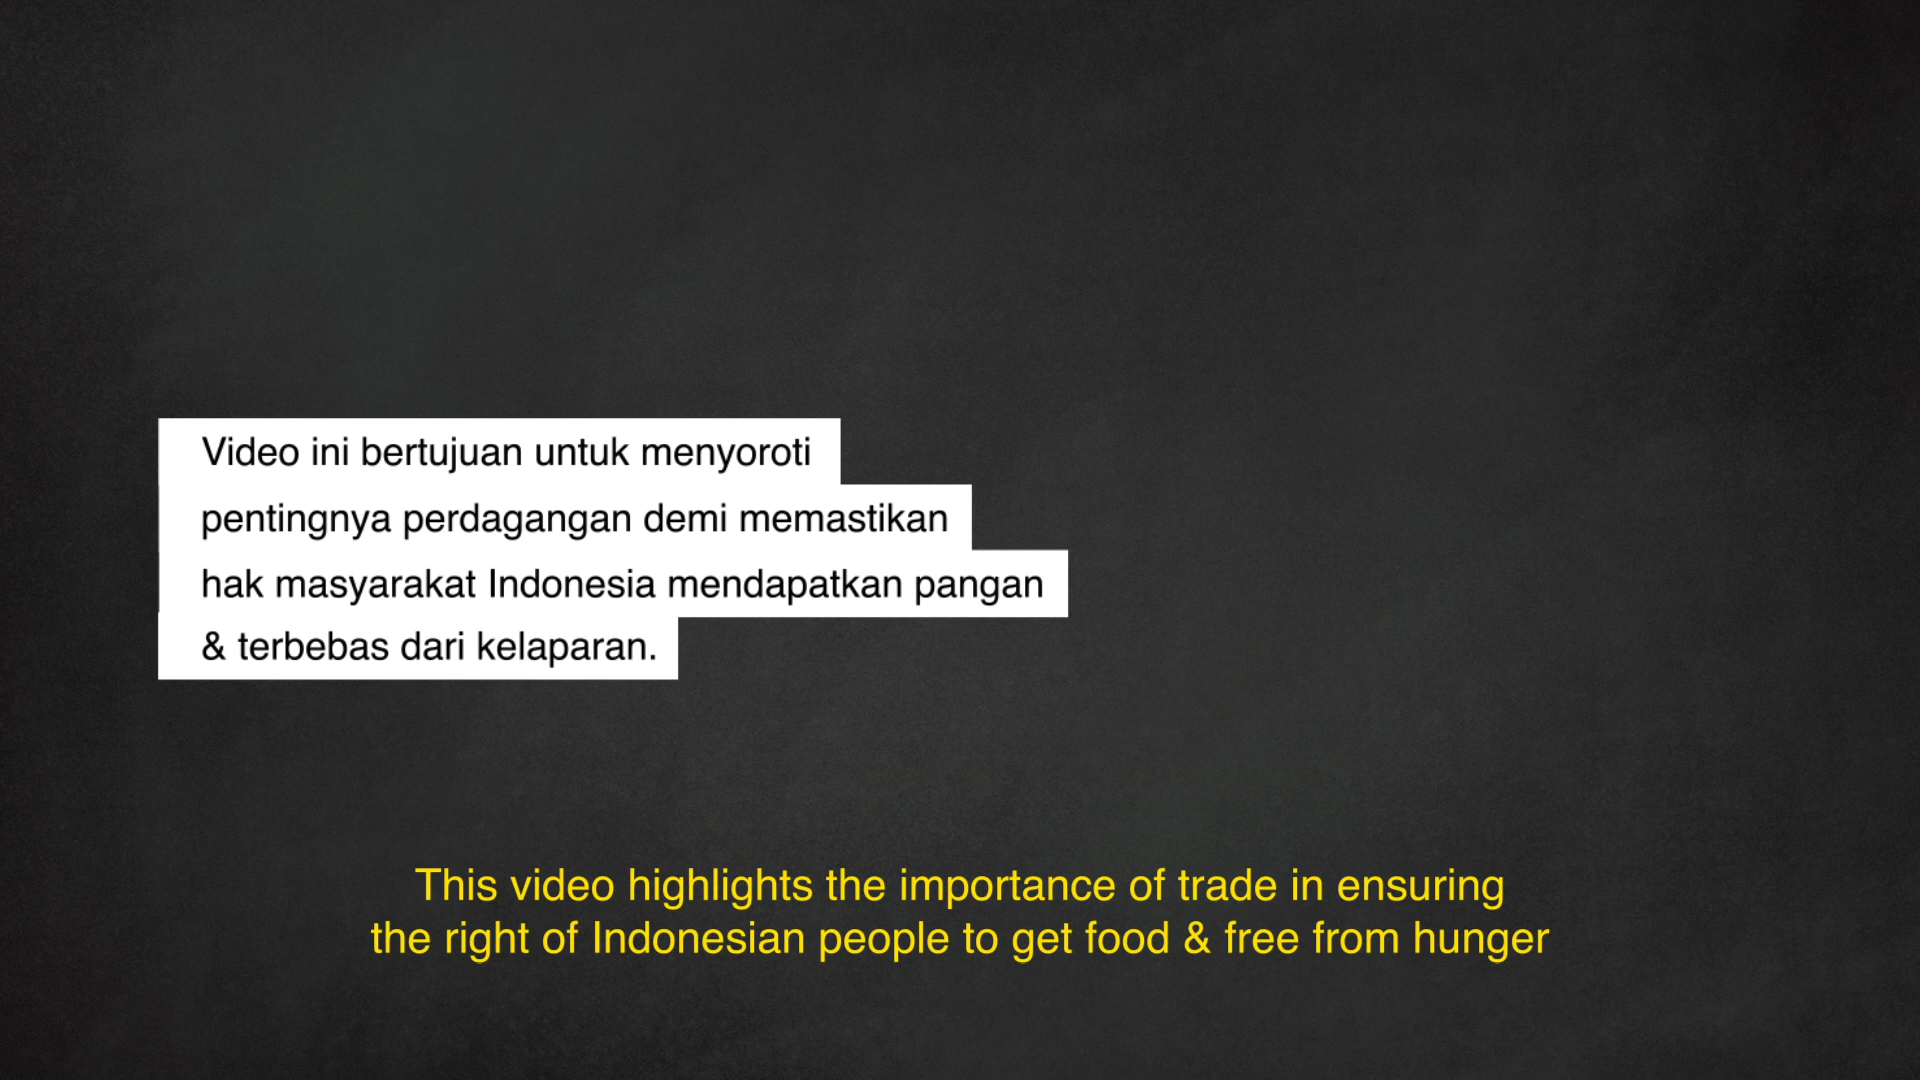 Video ini bertujuan untuk menyoroti
pentingnya perdagangan demi memastikan
hak masyarakat Indonesia mendapatkan pangan
& terbebas dari kelaparan.
This video highlights the importance of trade in ensuring
the right of Indonesian people to get food & free from hunger